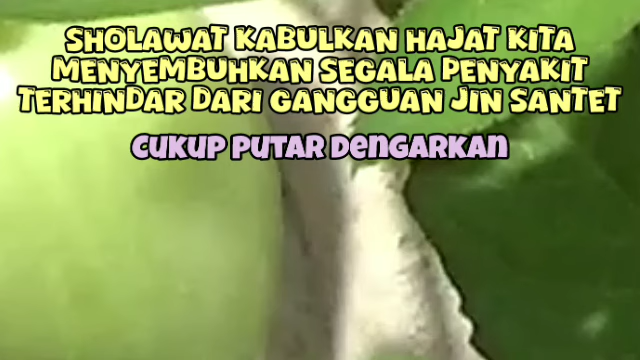 SHOLAWAT KABULKAN HAJAT KITA
MENYEMBUHKAN SEGALA PENYAKIT
TERHINDAR DARI GANGGUAN JIN SANTET
CUKUP PUTAR DENGARKAN